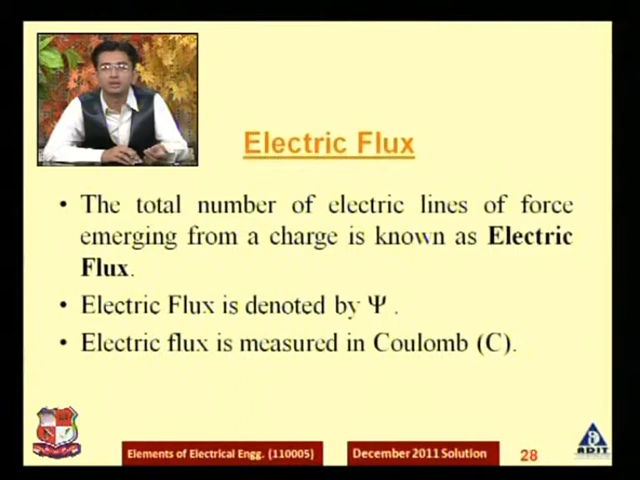 Electric Flux
• The total number of electric lines of force
emerging from a charge is known as Electric
Flux.
• Electric Flux is denoted by Ψ .
• Electric flux is measured in Coulomb (C).
Elements of Electrical Engg. (110005)
December 2011 Solution
28
ADIT